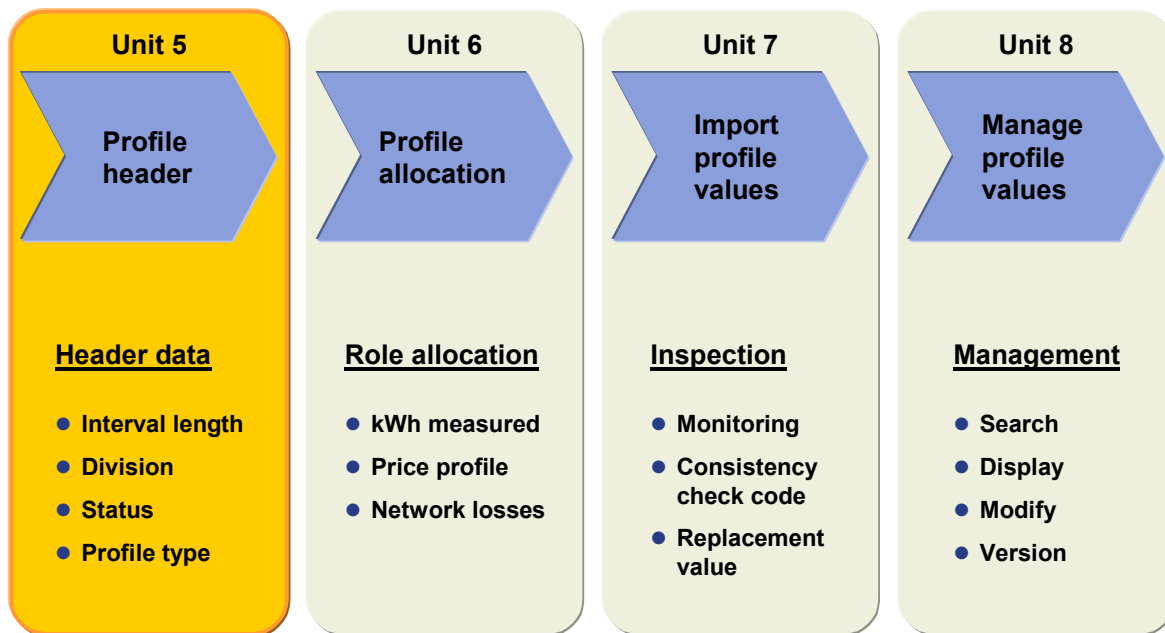 Unit 5
Profile
header
Header data
Interval length
Division
Status
Profile type
Unit 6
Profile
allocation
Role allocation
kWh measured
Price profile
Network losses
Unit 7
Import
profile
values
Inspection
Monitoring
Consistency
check code
Replacement
value
Unit 8
Manage
profile
values
Management
Search
Display
Modify
Version